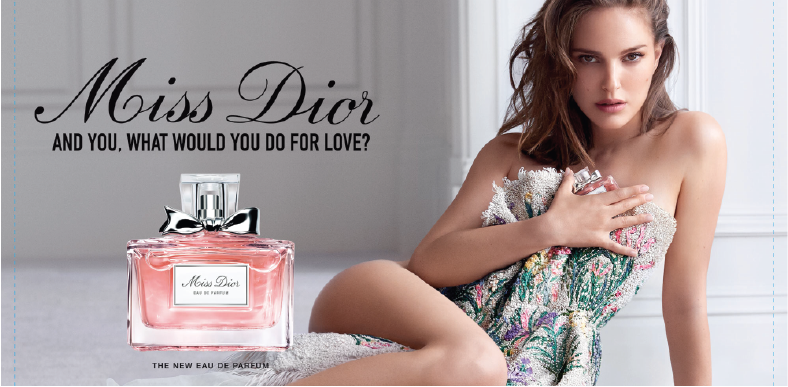 Miss Dior
AND YOU, WHAT WOULD YOU DO FOR LOVE?
Miss Dior
EAU DE PARFUM
THE NEW EAU DE PARFUM